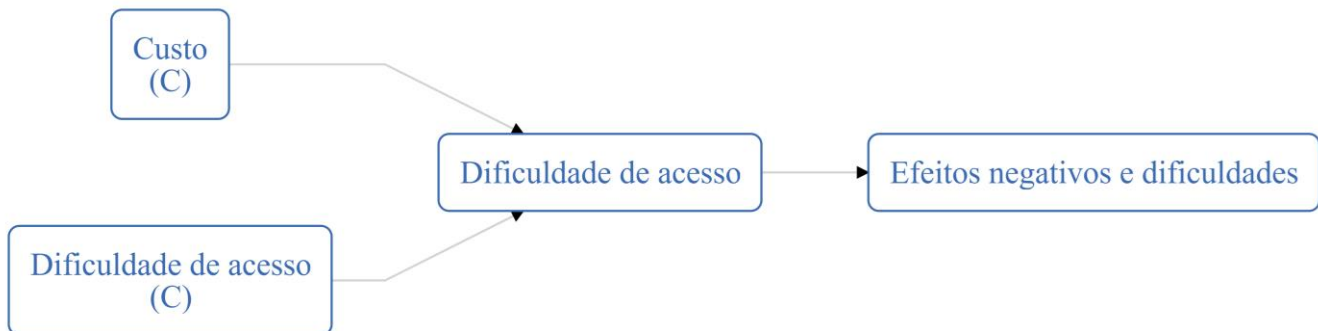 Custo
(C)
Dificuldade de acesso
Efeitos negativos e dificuldades
Dificuldade de acesso
(C)